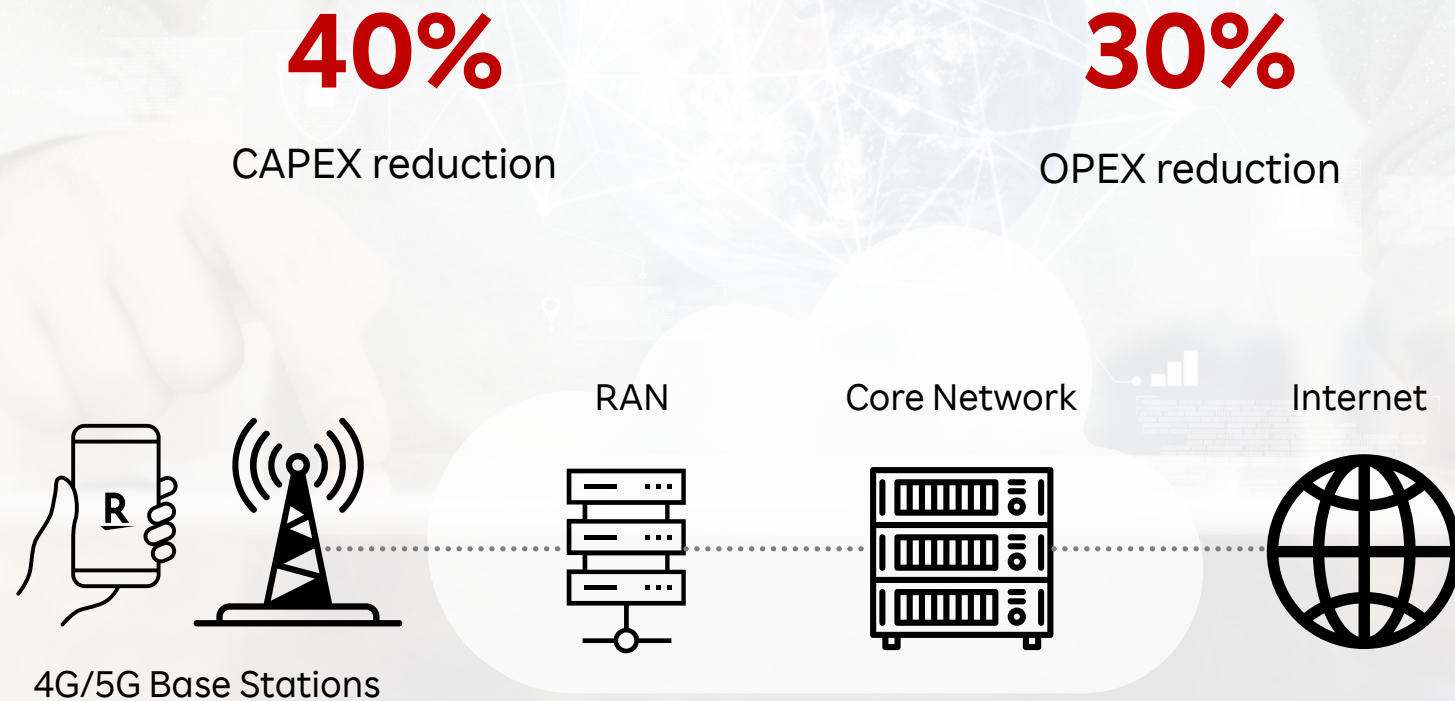 40%
30%
CAPEX reduction
OPEX reduction
RAN
Core Network
Internet
R
4G/5G Base Stations